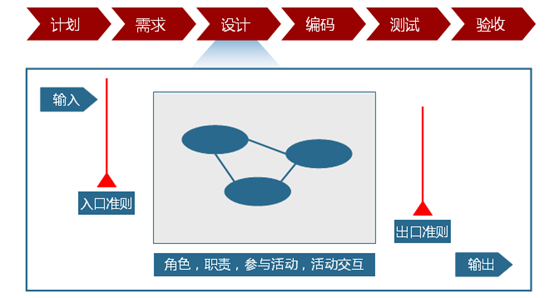 计划
需求
设计
编码
测试
验收
输入
入口准则
出口准则
角色，职责，参与活动，活动交互
输出